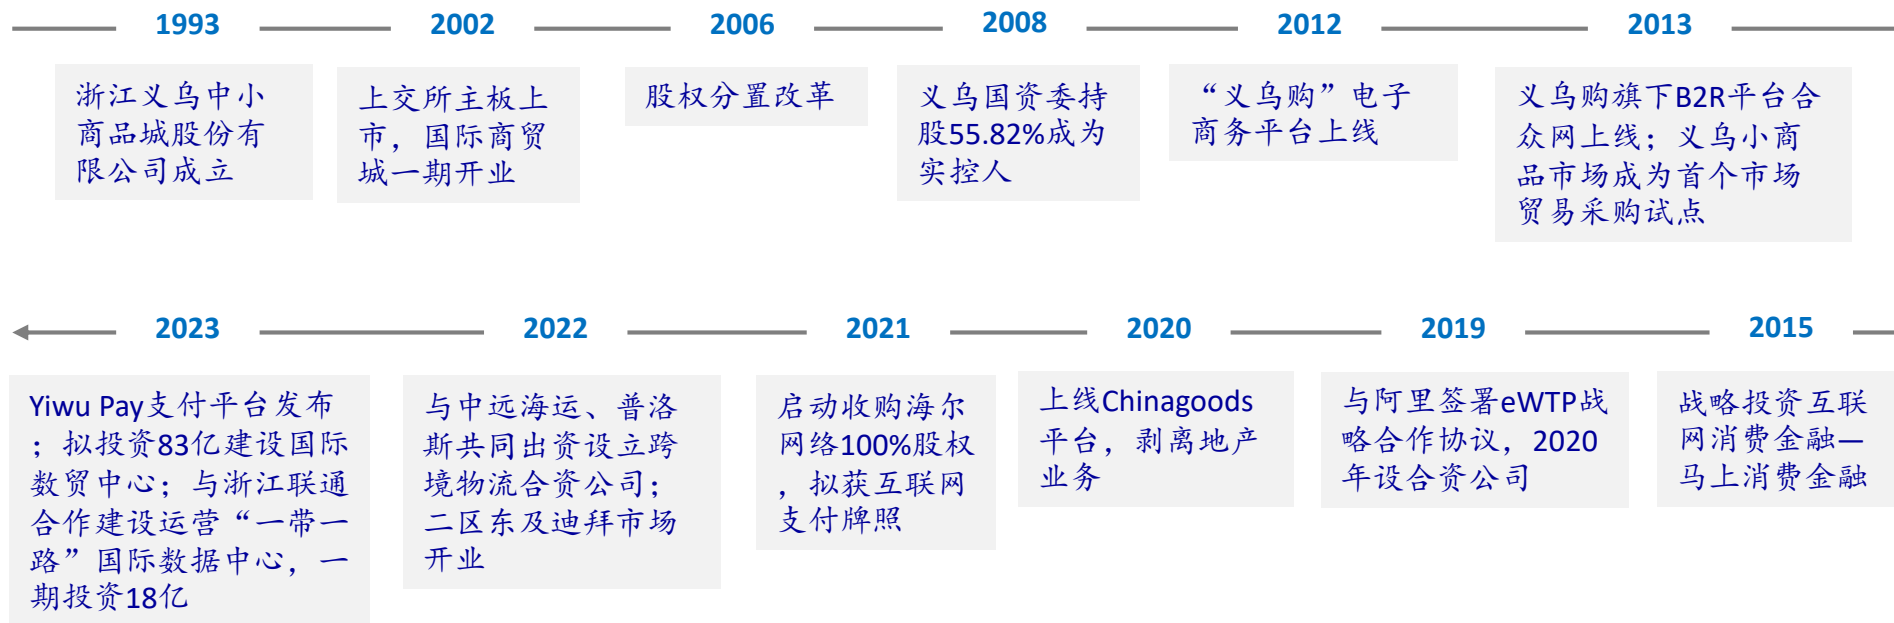 1993
2002
2006
2008
2012
2013
浙江义乌中小
商品城股份有
限公司成立
上交所主板上
市，国际商贸
城一期开业
股权分置改革
义乌国资委持
股55.82%成为
实控人
“义乌购”电子
商务平台上线
义乌购旗下B2R平台合
众网上线；义乌小商
品市场成为首个市场
贸易采购试点
2023
2022
2021
2020
2019
2015
Yiwu Pay支付平台发布
；拟投资83亿建设国际
数贸中心；与浙江联通
合作建设运营“一带一
路”国际数据中心，一
期投资18亿
与中远海运、普洛
斯共同出资设立跨
境物流合资公司；
二区东及迪拜市场
开业
启动收购海尔
网络100%股权
，拟获互联网
支付牌照
上线Chinagoods
平台，剥离地产
业务
与阿里签署eWTP战
略合作协议，2020
年设合资公司
战略投资互联
网消费金融—
马上消费金融